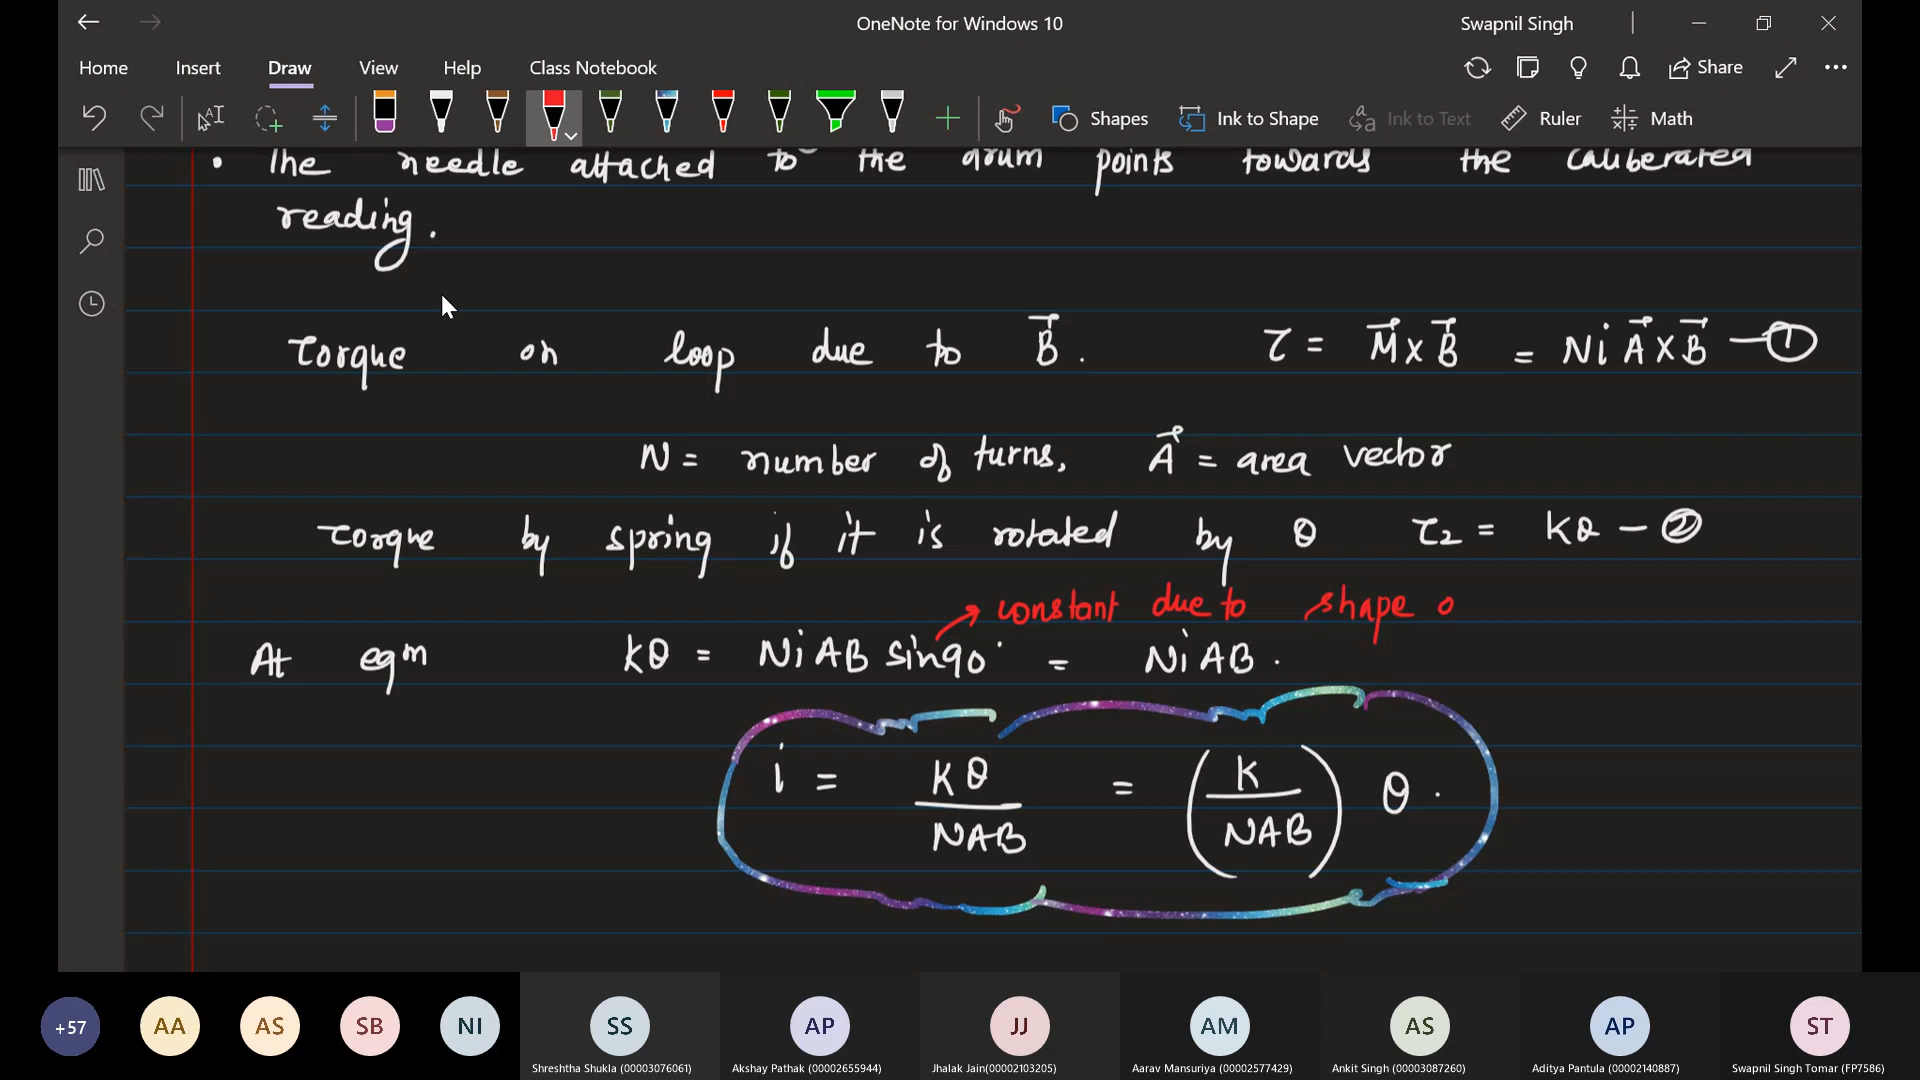 OneNote for Windows 10
Swapnil Singh
Home Insert Draw View Help Class Notebook
Share
Shapes Ink to Shape Ink to Text Ruler Math
• The needle attached to the drum points towards the caliberated
reading.
Torque on loop due to B⃗. τ = M⃗ × B⃗ = Ni A⃗ × B⃗ — ①
N = number of turns, A⃗ = area vector
Torque by spring if it is rotated by θ τ₂ = kθ — ②
→ constant due to shape o
At eqm kθ = NiAB sin90° = NiAB.
i = kθ/NAB = (k/NAB) θ.
+57 AA AS SB NI SS AP JJ AM AS AP ST
Shreshtha Shukla (00003076061) Akshay Pathak (00002655944) Jhalak Jain(00002103205) Aarav Mansuriya (00002577429) Ankit Singh (00003087260) Aditya Pantula (00002140887) Swapnil Singh Tomar (FP7586)